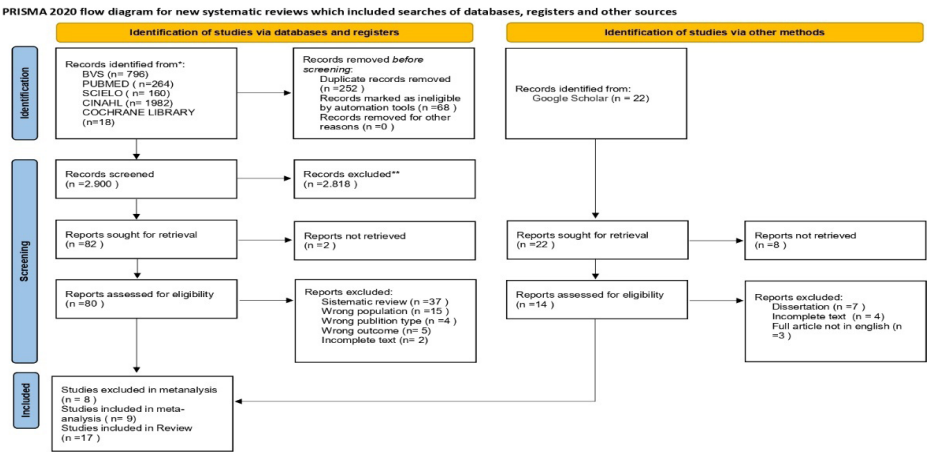 PRISMA 2020 flow diagram for new systematic reviews which included searches of databases, registers and other sources
Identification of studies via databases and registers
Identification of studies via other methods
Identification
Records identified from*:
BVS (n= 796)
PUBMED ( n=264)
SCIELO ( n= 160)
CINAHL (n= 1982)
COCHRANE LIBRARY
(n=18)
Records removed before
screening:
Duplicate records removed
(n =252 )
Records marked as ineligible
by automation tools (n =68 )
Records removed for other
reasons (n =0 )
Records identified from:
Google Scholar (n = 22)
Screening
Records screened
(n =2.900 )
Records excluded**
(n =2.818 )
Reports sought for retrieval
(n =82 )
Reports not retrieved
(n =2 )
Reports sought for retrieval
(n =22 )
Reports not retrieved
(n =8 )
Reports assessed for eligibility
(n =80 )
Reports excluded:
Sistematic review (n =37 )
Wrong population (n =15 )
Wrong publition type (n =4 )
Wrong outcome (n= 5)
Incomplete text (n= 2)
Reports assessed for eligibility
(n =14 )
Reports excluded:
Dissertation (n =7 )
Incomplete text (n = 4)
Full article not in english (n
=3 )
Included
Studies excluded in metanalysis
(n = 8 )
Studies included in meta-
analysis ( n= 9)
Studies included in Review
(n =17 )